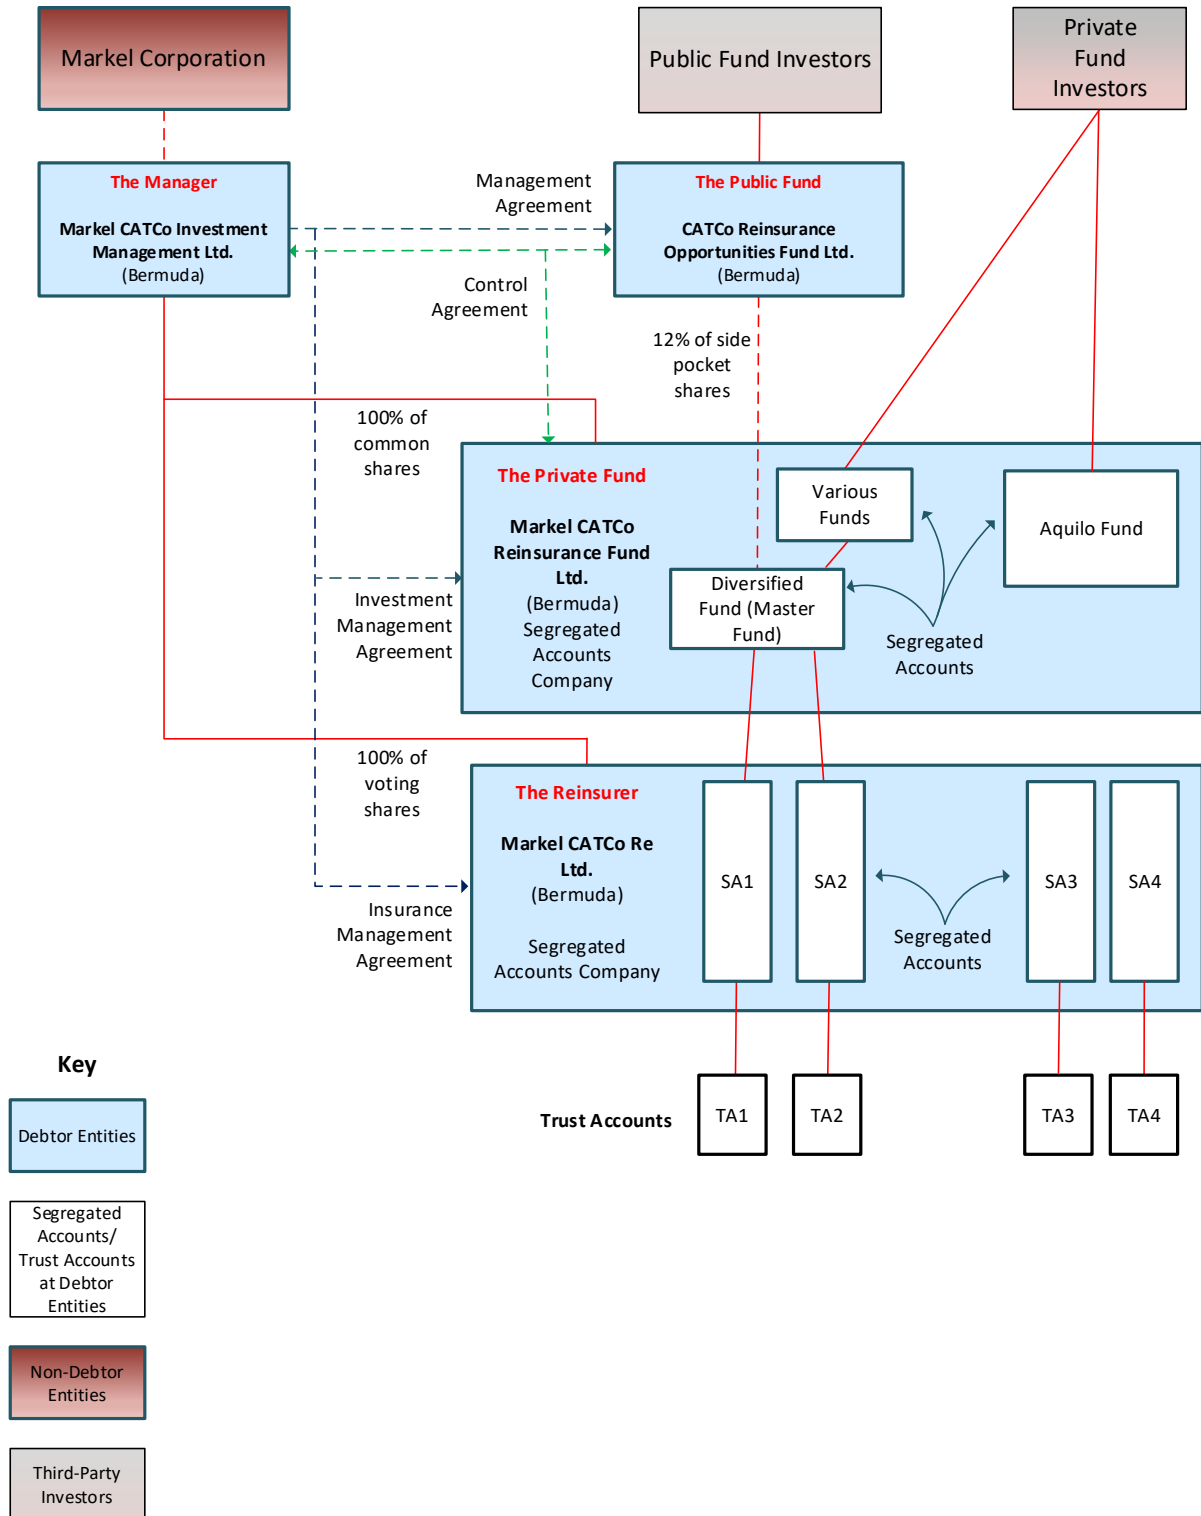 Markel Corporation
Public Fund Investors
Private
Fund
Investors
The Manager
Markel CATCo Investment
Management Ltd.
(Bermuda)
Management
Agreement
The Public Fund
CATCo Reinsurance
Opportunities Fund Ltd.
(Bermuda)
Control
Agreement
12% of side
pocket
shares
100% of
common
shares
The Private Fund
Markel CATCo
Reinsurance Fund
Ltd.
(Bermuda)
Segregated
Accounts
Company
Various
Funds
Aquilo Fund
Diversified
Fund (Master
Fund)
Segregated
Accounts
Investment
Management
Agreement
100% of
voting
shares
The Reinsurer
Markel CATCo Re
Ltd.
(Bermuda)
Segregated
Accounts Company
SA1
SA2
Segregated
Accounts
SA3
SA4
Insurance
Management
Agreement
Trust Accounts
TA1
TA2
TA3
TA4
Key
Debtor Entities
Segregated
Accounts/
Trust Accounts
at Debtor
Entities
Non-Debtor
Entities
Third-Party
Investors